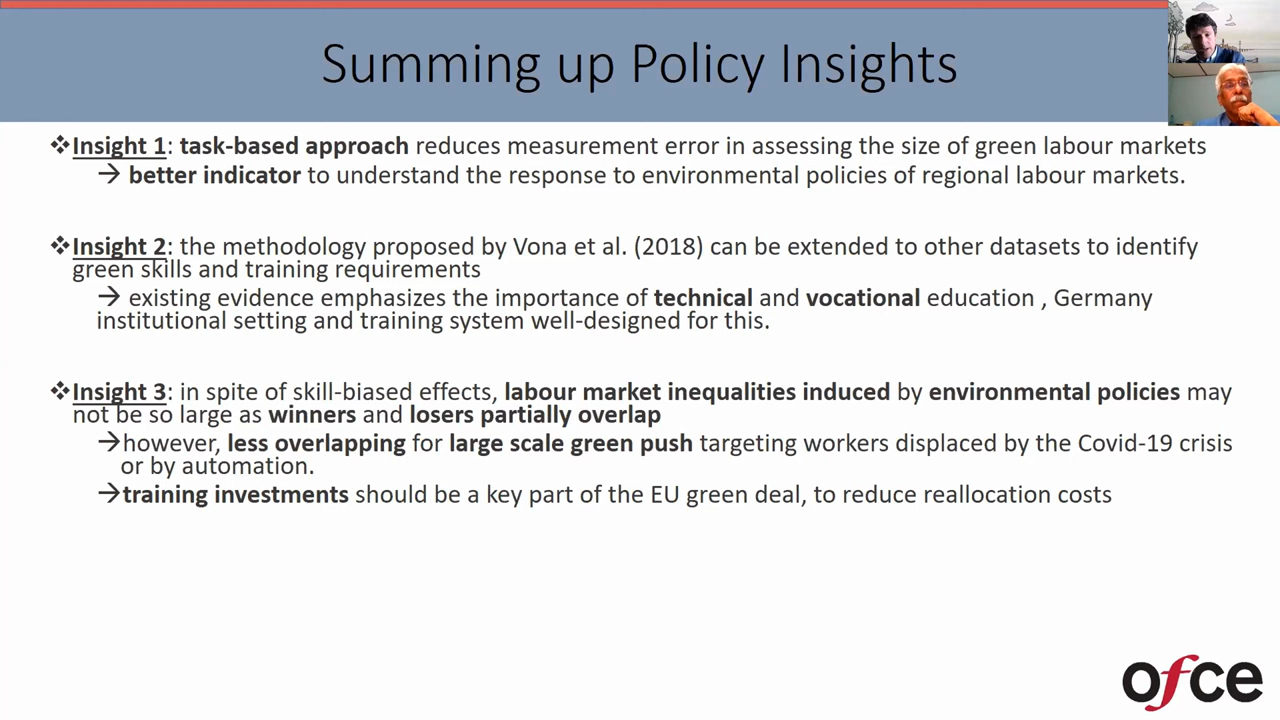 Summing up Policy Insights
❖Insight 1: task-based approach reduces measurement error in assessing the size of green labour markets
→ better indicator to understand the response to environmental policies of regional labour markets.
❖Insight 2: the methodology proposed by Vona et al. (2018) can be extended to other datasets to identify
green skills and training requirements
→ existing evidence emphasizes the importance of technical and vocational education , Germany
institutional setting and training system well-designed for this.
❖Insight 3: in spite of skill-biased effects, labour market inequalities induced by environmental policies may
not be so large as winners and losers partially overlap
→however, less overlapping for large scale green push targeting workers displaced by the Covid-19 crisis
or by automation.
→training investments should be a key part of the EU green deal, to reduce reallocation costs
ofce